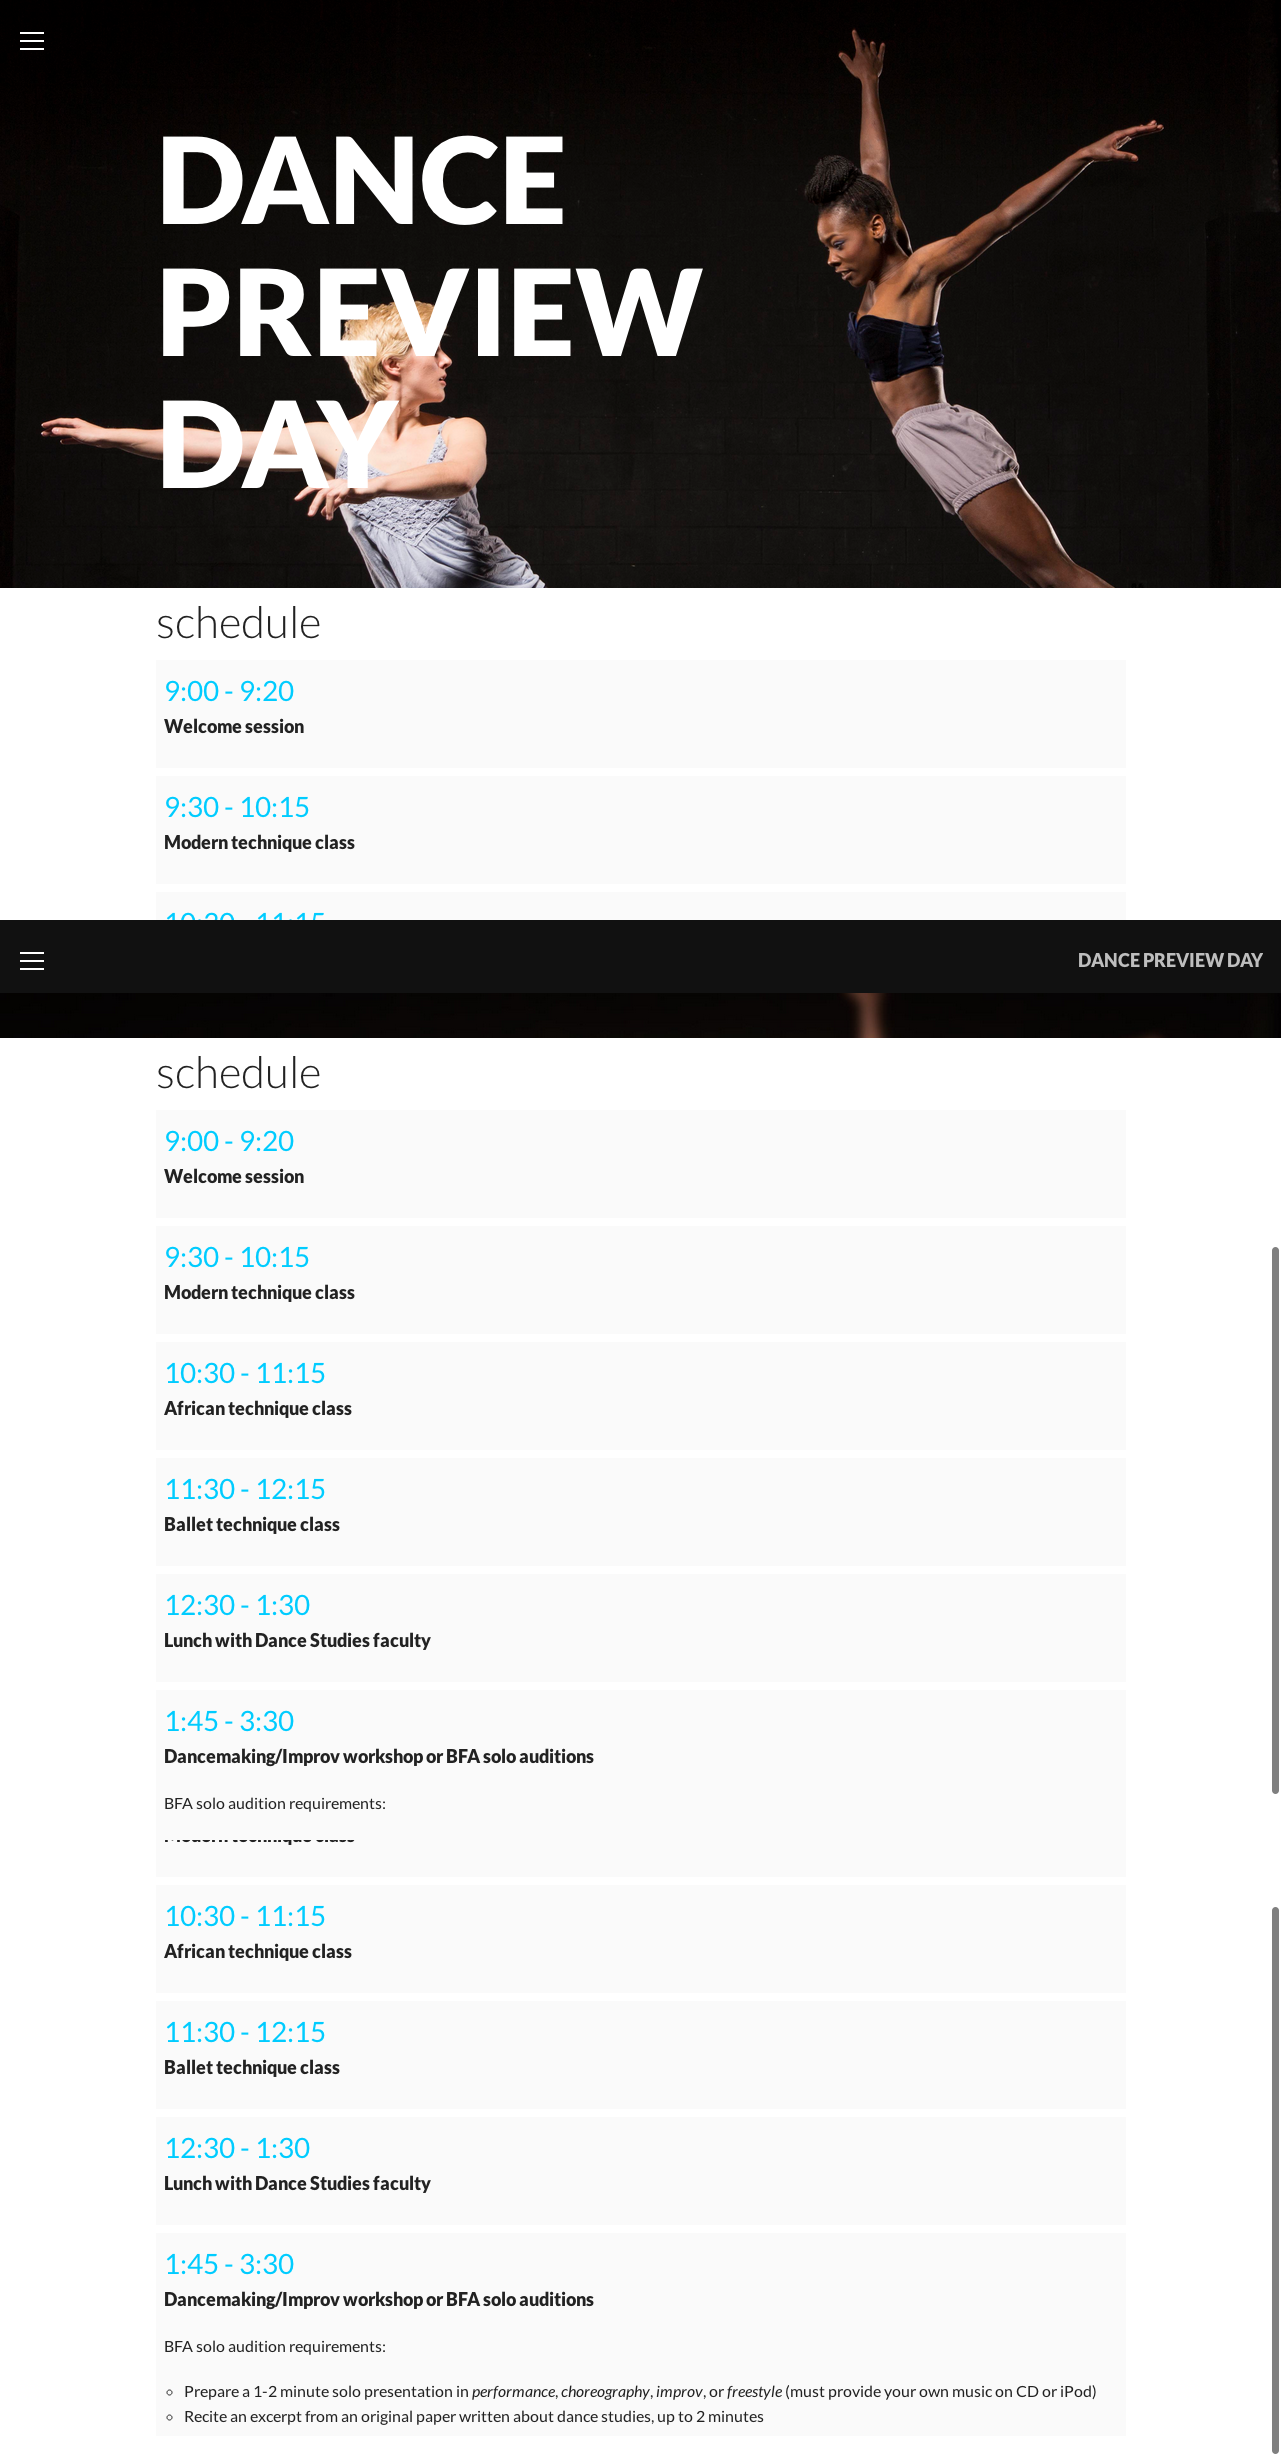 DANCE
PREVIEW
DAY
schedule
9:00 - 9:20
Welcome session
9:30 - 10:15
Modern technique class
10:30 - 11:15
DANCE PREVIEW DAY
schedule
9:00 - 9:20
Welcome session
9:30 - 10:15
Modern technique class
10:30 - 11:15
African technique class
11:30 - 12:15
Ballet technique class
12:30 - 1:30
Lunch with Dance Studies faculty
1:45 - 3:30
Dancemaking/Improv workshop or BFA solo auditions
BFA solo audition requirements:
Modern technique class
10:30 - 11:15
African technique class
11:30 - 12:15
Ballet technique class
12:30 - 1:30
Lunch with Dance Studies faculty
1:45 - 3:30
Dancemaking/Improv workshop or BFA solo auditions
BFA solo audition requirements:
Prepare a 1-2 minute solo presentation in performance, choreography, improv, or freestyle (must provide your own music on CD or iPod)
Recite an excerpt from an original paper written about dance studies, up to 2 minutes